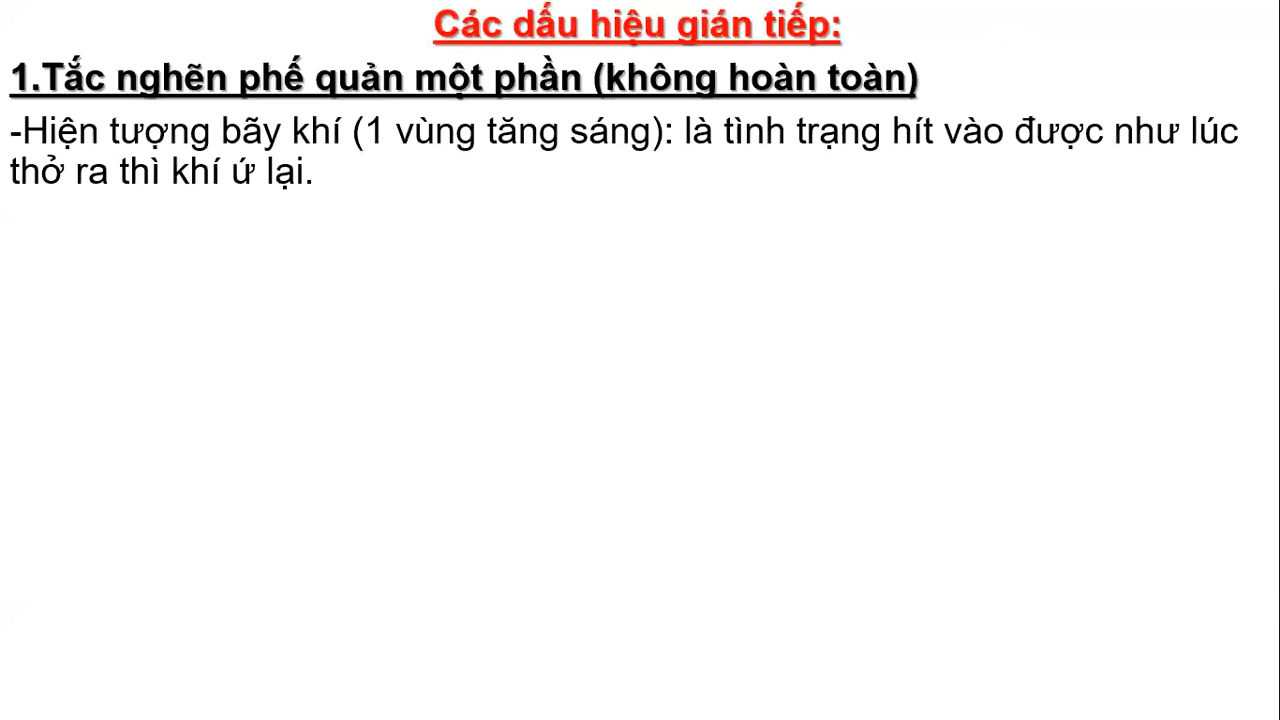 Các dấu hiệu gián tiếp:
1.Tắc nghẽn phế quản một phần (không hoàn toàn)
-Hiện tượng bãy khí (1 vùng tăng sáng): là tình trạng hít vào được như lúc
thở ra thì khí ứ lại.